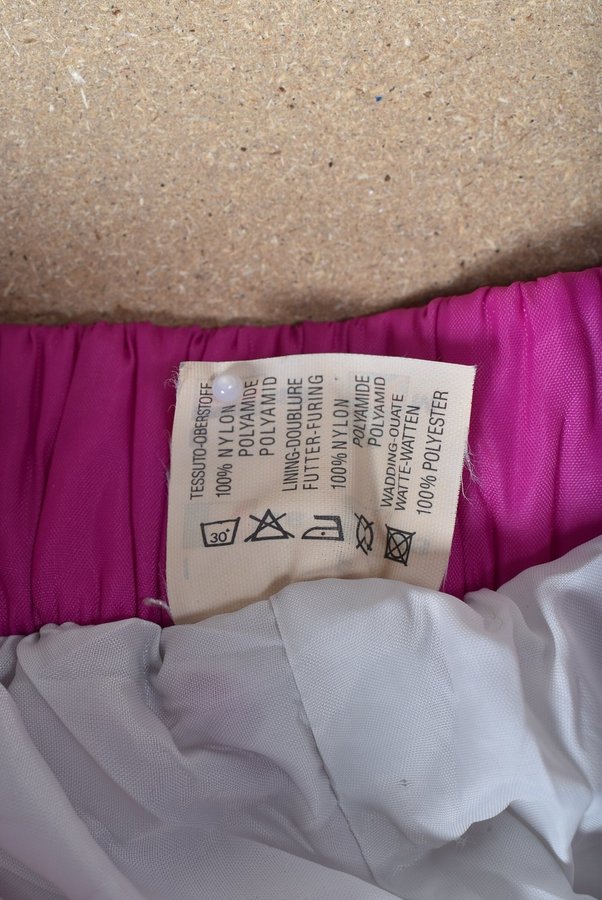 TESSUTO-OBERSTOFF
100% NYLON
POLYAMIDE
POLYAMID
LINING-DOUBLURE
FUTTER-FURING
100% NYLON
POLYAMIDE
POLYAMID
WADDING-OUATE
WATTE-WATTEN
100% POLYESTER
30°